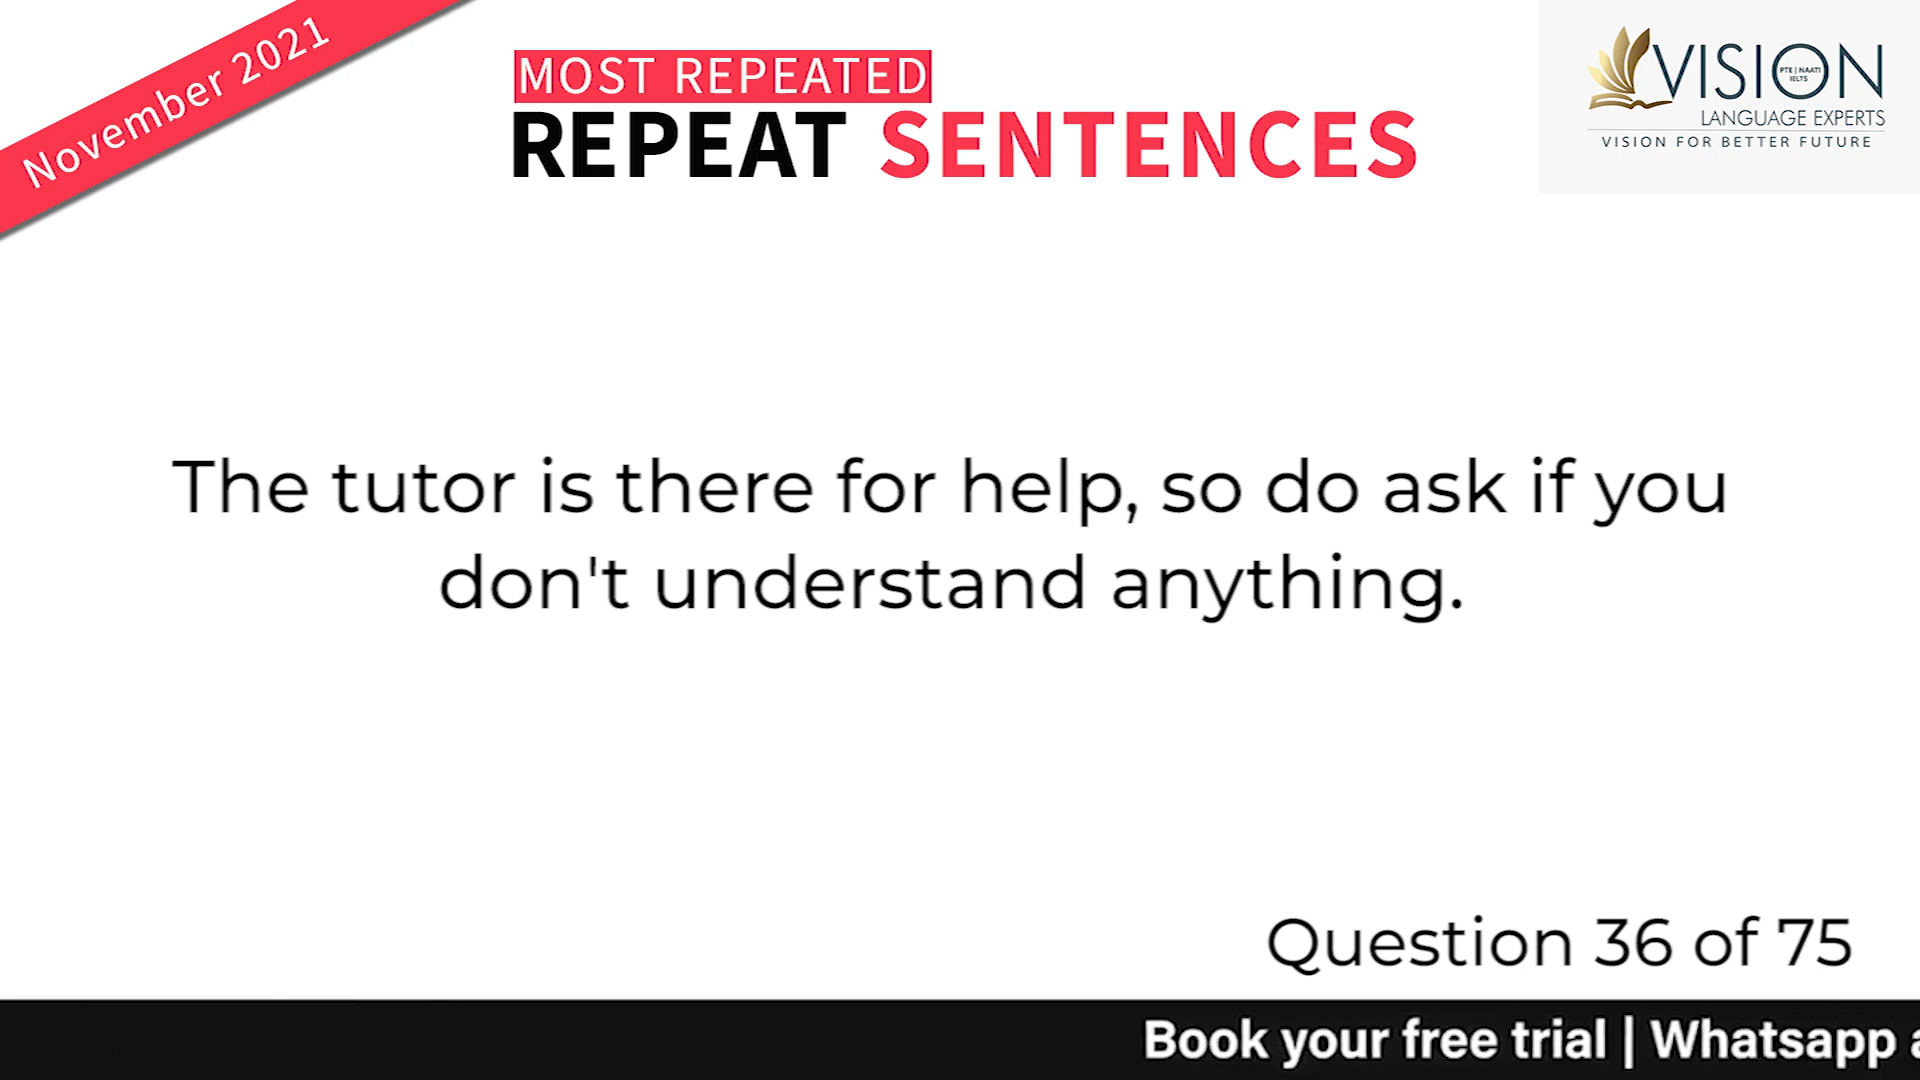 November 2021
MOST REPEATED
REPEAT SENTENCES
VISION
PTE | NAATI
IELTS
LANGUAGE EXPERTS
VISION FOR BETTER FUTURE
The tutor is there for help, so do ask if you
don't understand anything.
Question 36 of 75
Book your free trial | Whatsapp a